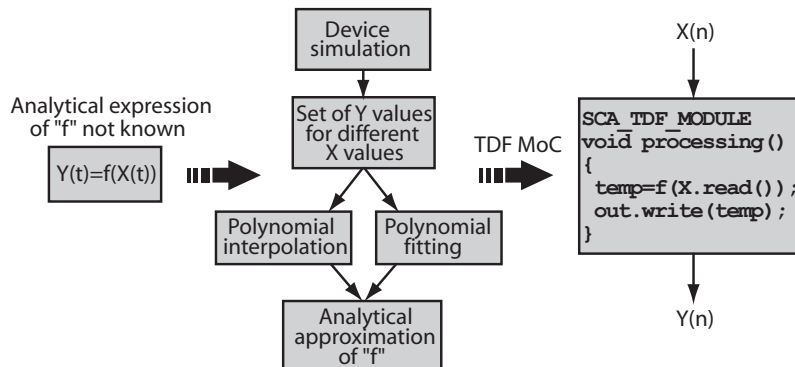 Analytical expression
of "f" not known
Y(t)=f(X(t))
Device
simulation
Set of Y values
for different
X values
Polynomial
interpolation
Polynomial
fitting
Analytical
approximation
of "f"
TDF MoC
X(n)
SCA_TDF_MODULE
void processing()
{
temp=f(X.read());
out.write(temp);
}
Y(n)